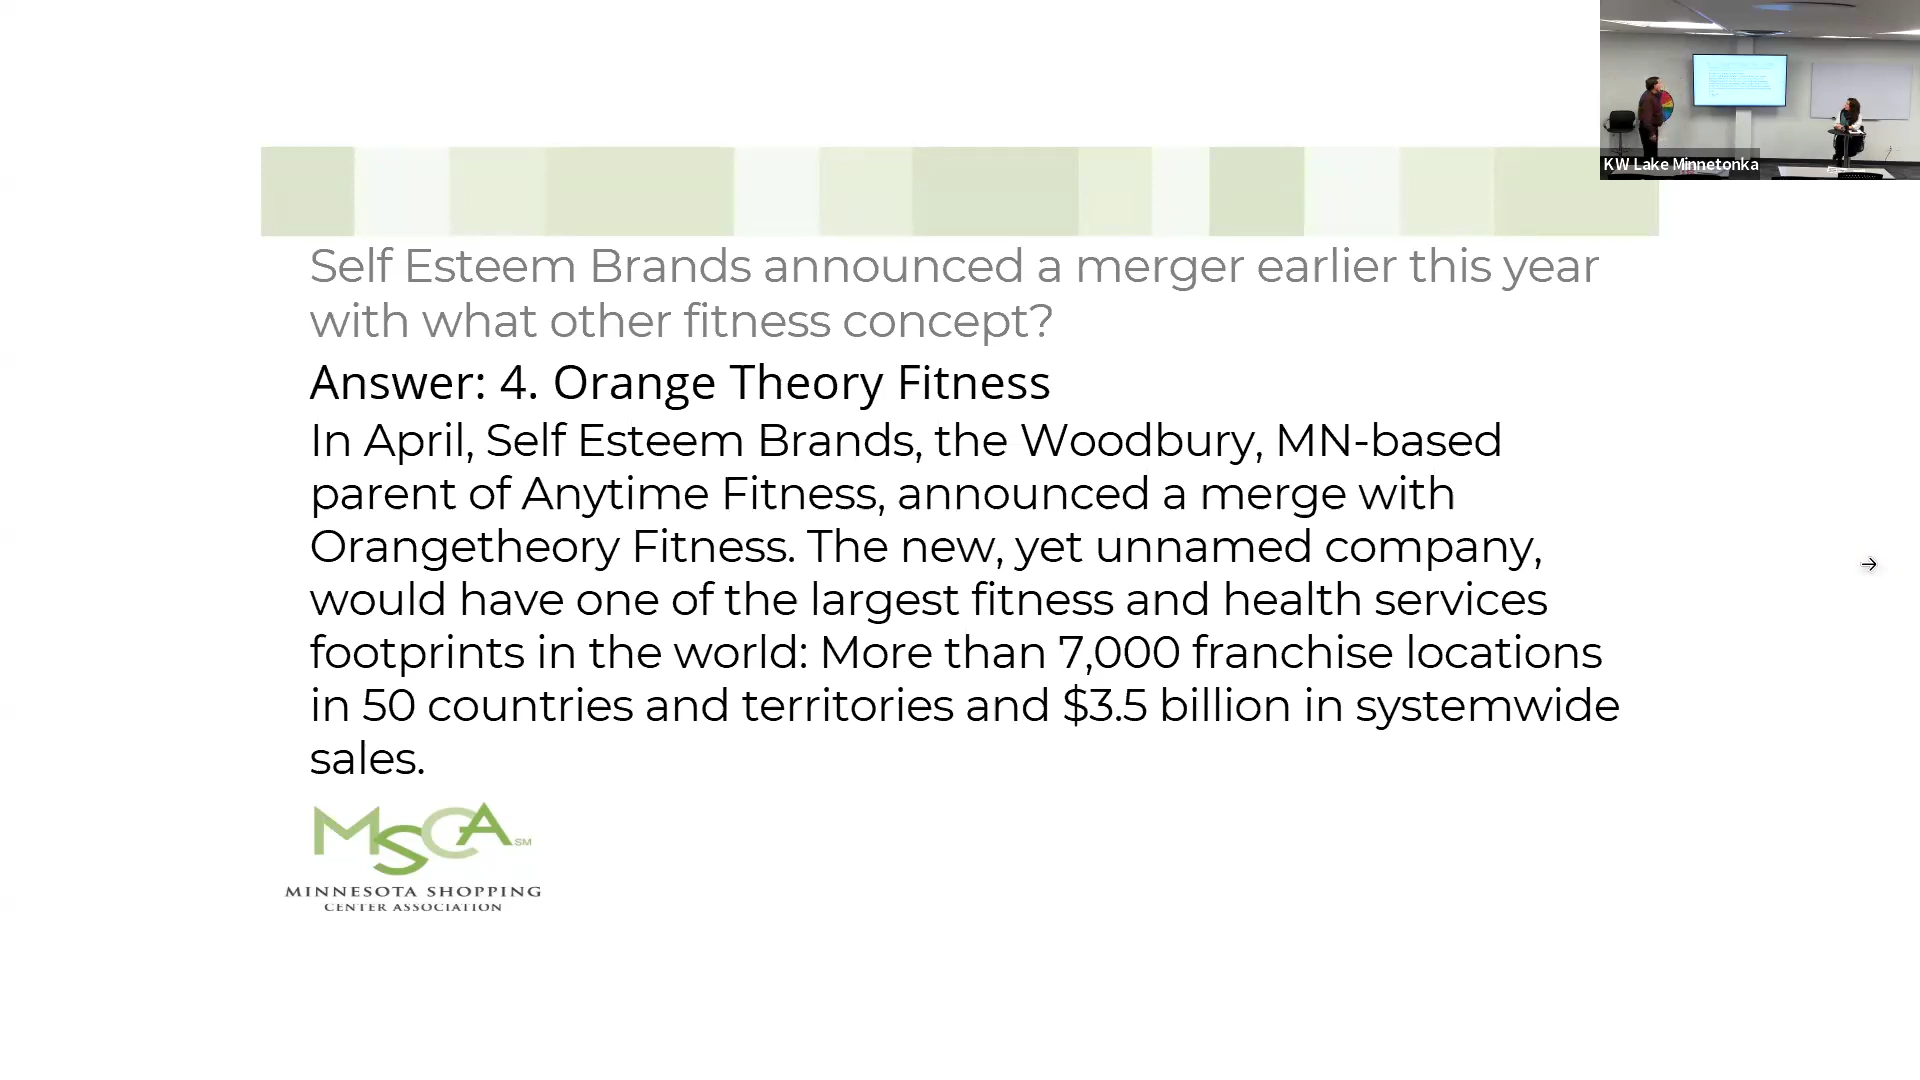 KW Lake Minnetonka
Self Esteem Brands announced a merger earlier this year
with what other fitness concept?
Answer: 4. Orange Theory Fitness
In April, Self Esteem Brands, the Woodbury, MN-based
parent of Anytime Fitness, announced a merge with
Orangetheory Fitness. The new, yet unnamed company,
would have one of the largest fitness and health services
footprints in the world: More than 7,000 franchise locations
in 50 countries and territories and $3.5 billion in systemwide
sales.
MSCA SM
MINNESOTA SHOPPING
CENTER ASSOCIATION